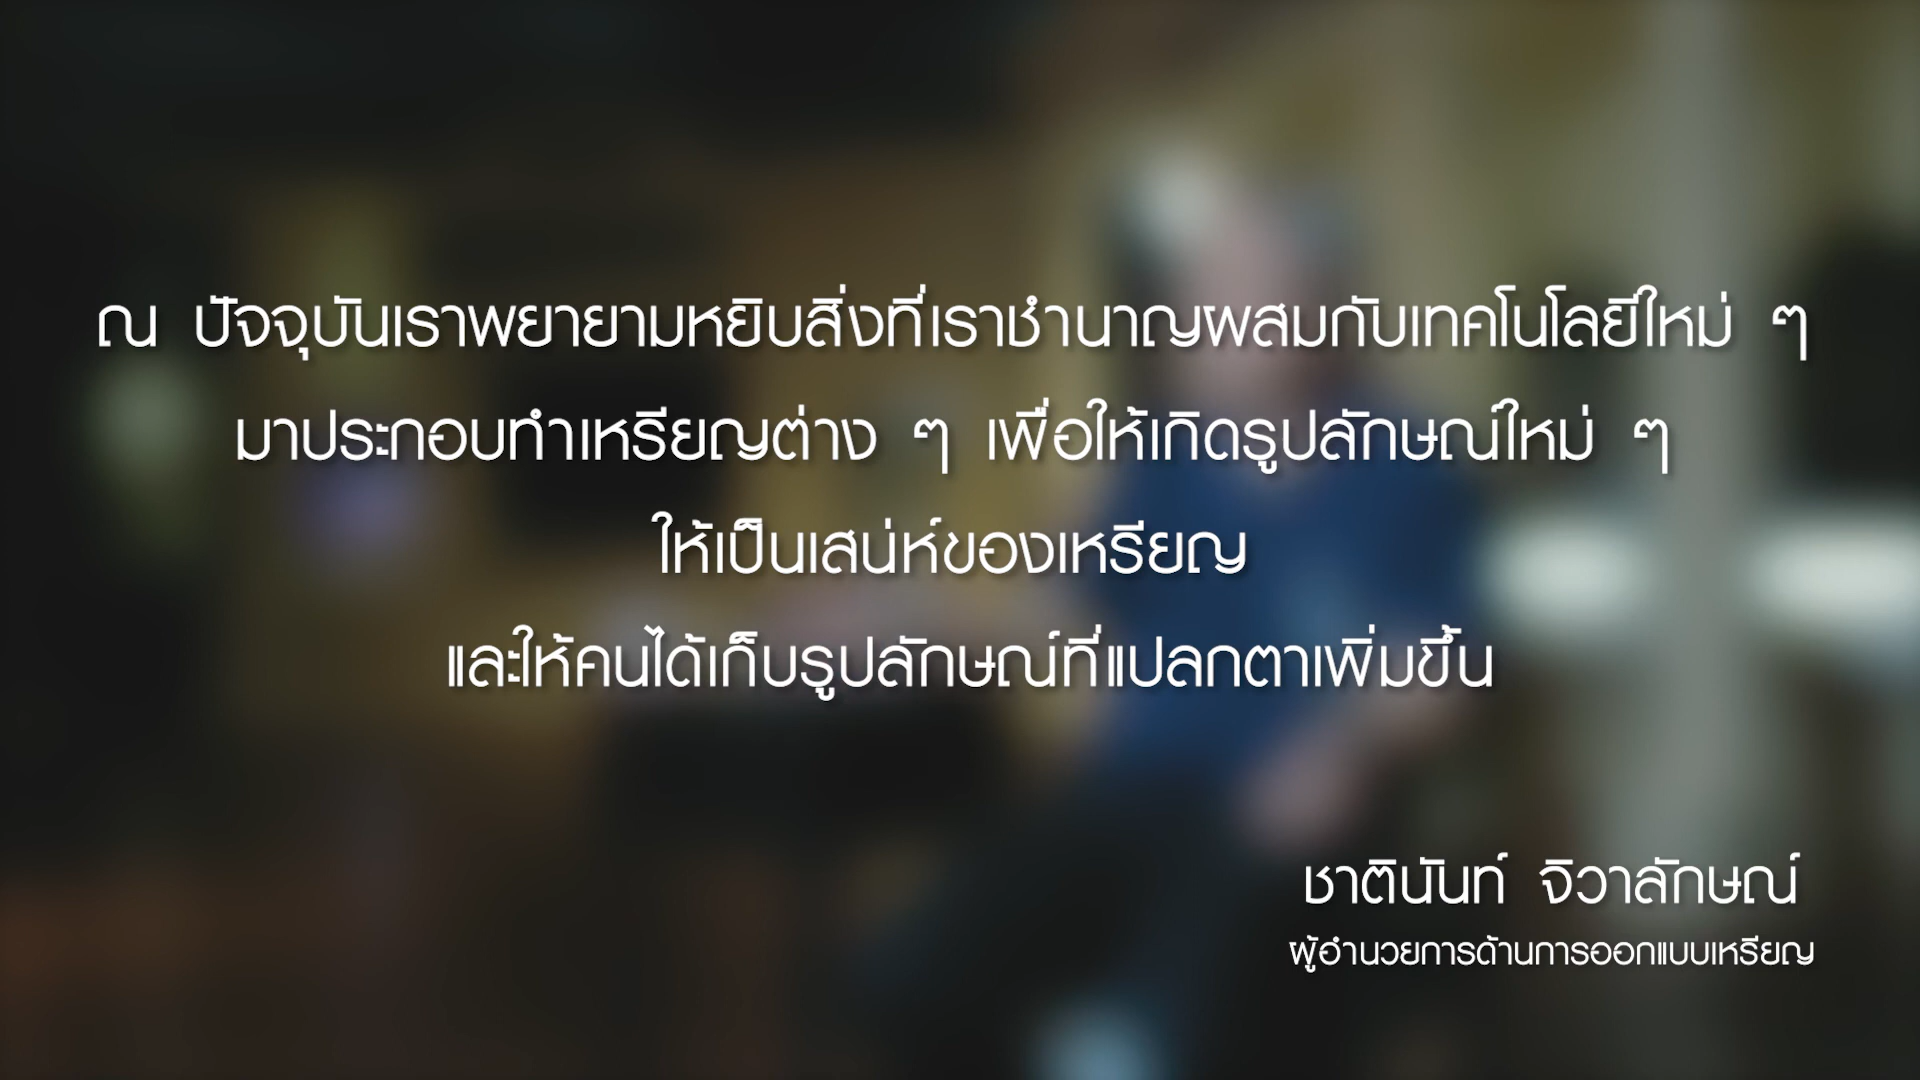 ณ ปัจจุบันเราพยายามหยิบสิ่งที่เราชำนาญผสมกับเทคโนโลยีใหม่ ๆ
มาประกอบทำเหรียญต่าง ๆ เพื่อให้เกิดรูปลักษณ์ใหม่ ๆ
ให้เป็นเสน่ห์ของเหรียญ
และให้คนได้เก็บรูปลักษณ์ที่แปลกตาเพิ่มขึ้น
ชาตินันท์ จิวาลักษณ์
ผู้อำนวยการด้านการออกแบบเหรียญ